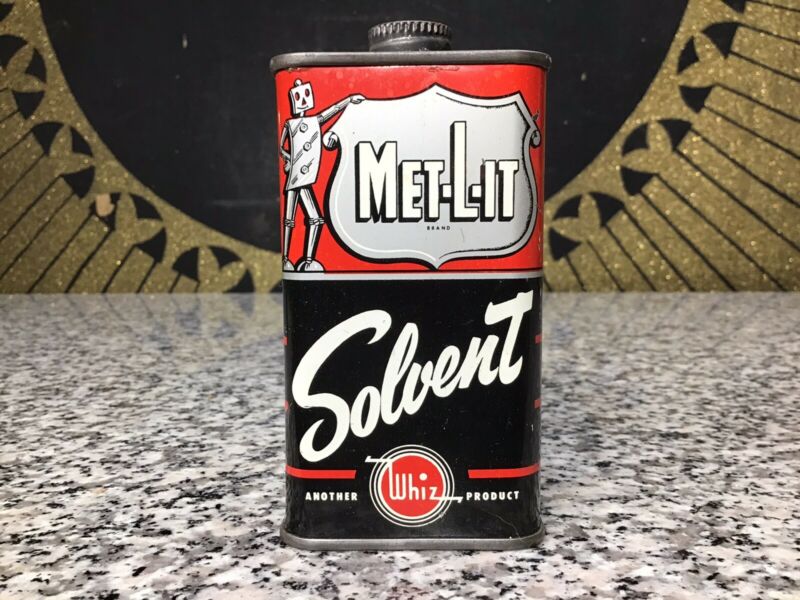 MET-L-IT
BRAND
Solvent
ANOTHER Whiz PRODUCT